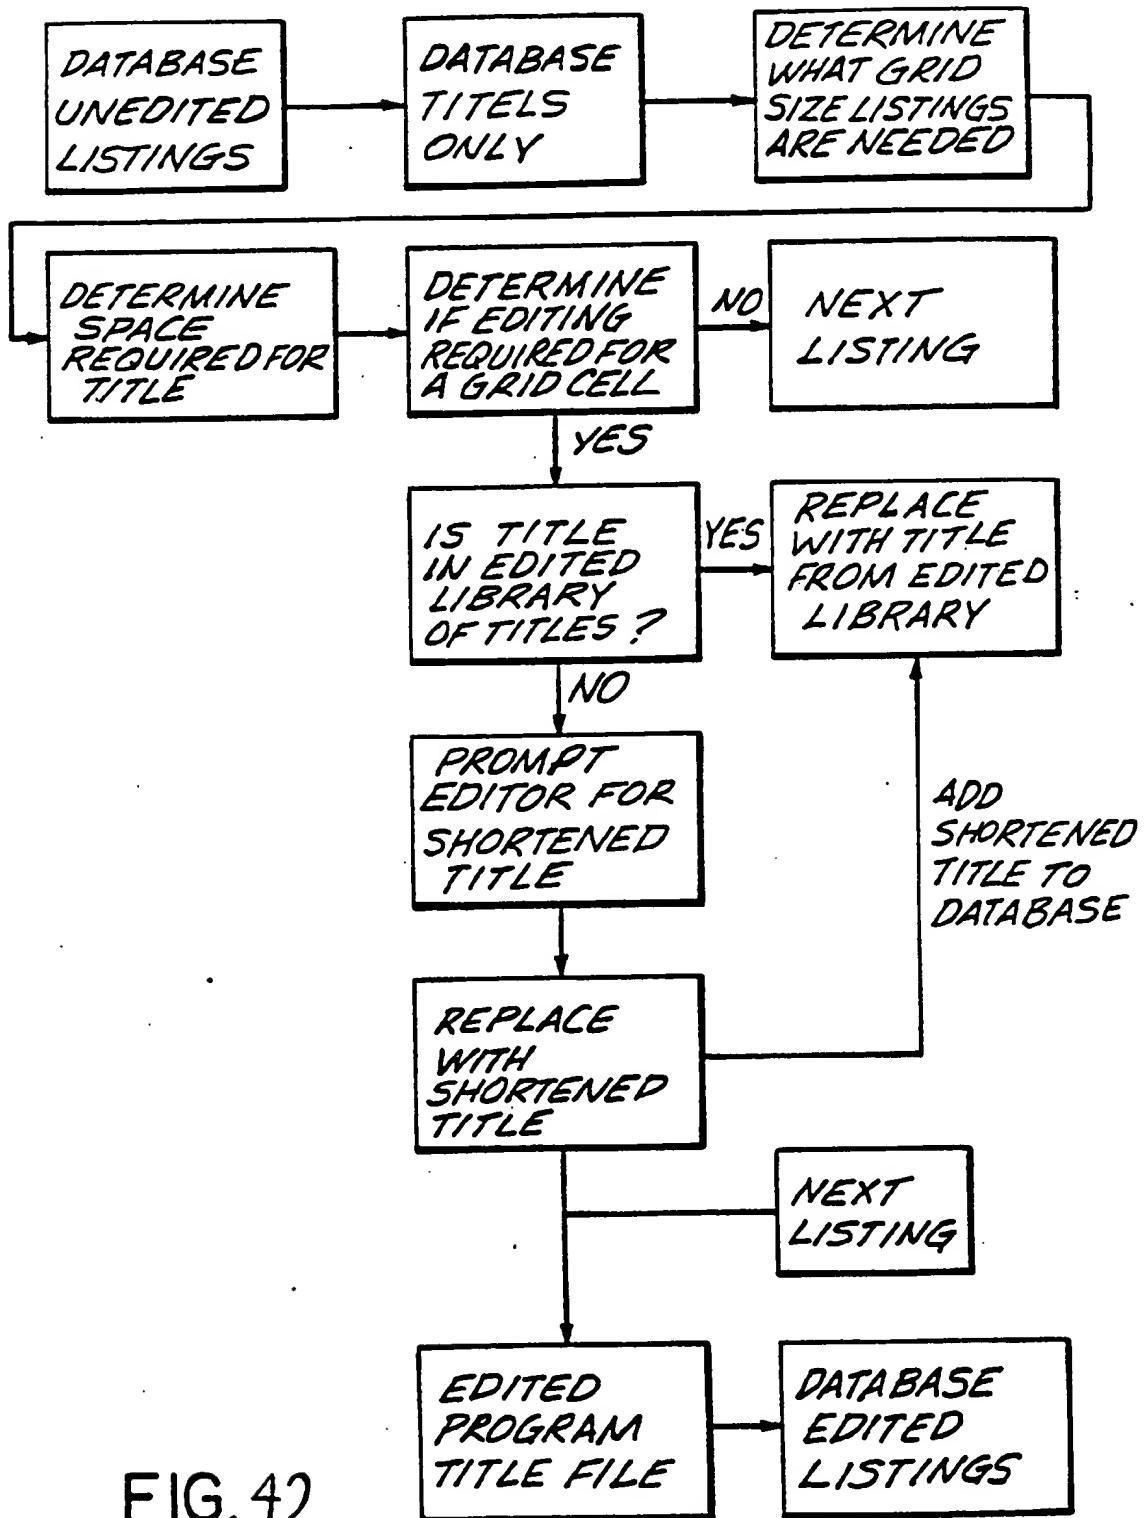 DATABASE
UNEDITED
LISTINGS
DATABASE
TITELS
ONLY
DETERMINE
WHAT GRID
SIZE LISTINGS
ARE NEEDED
DETERMINE
SPACE
REQUIRED FOR
TITLE
DETERMINE
IF EDITING
REQUIRED FOR
A GRID CELL
NO
NEXT
LISTING
YES
IS TITLE
IN EDITED
LIBRARY
OF TITLES?
YES
REPLACE
WITH TITLE
FROM EDITED
LIBRARY
NO
PROMPT
EDITOR FOR
SHORTENED
TITLE
ADD
SHORTENED
TITLE TO
DATABASE
REPLACE
WITH
SHORTENED
TITLE
NEXT
LISTING
EDITED
PROGRAM
TITLE FILE
DATABASE
EDITED
LISTINGS
FIG. 42